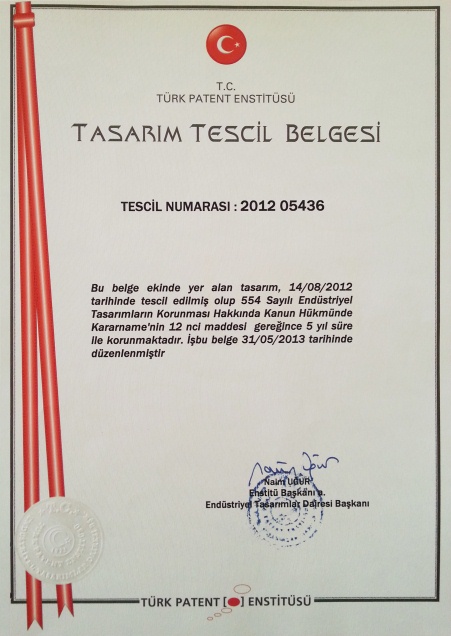 T.C.
TÜRK PATENT ENSTİTÜSÜ
TASARIM TESCİL BELGESİ
TESCİL NUMARASI : 2012 05436
Bu belge ekinde yer alan tasarım, 14/08/2012
tarihinde tescil edilmiş olup 554 Sayılı Endüstriyel
Tasarımların Korunması Hakkında Kanun Hükmünde
Kararname'nin 12 nci maddesi gereğince 5 yıl süre
ile korunmaktadır. İşbu belge 31/05/2013 tarihinde
düzenlenmiştir
Naim UĞUR
Enstitü Başkanı a.
Endüstriyel Tasarımlar Dairesi Başkanı
TÜRK PATENT ENSTİTÜSÜ